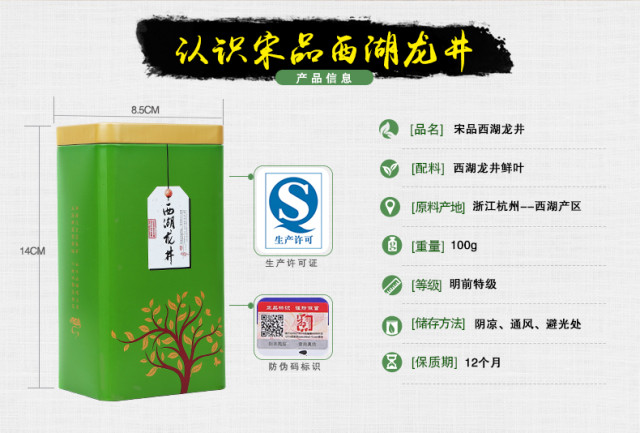 认识宋品西湖龙井
产品信息
8.5CM
14CM
西湖龙井
生产许可
生产许可证
防伪码标识
[品名] 宋品西湖龙井
[配料] 西湖龙井鲜叶
[原料产地] 浙江杭州--西湖产区
[重量] 100g
[等级] 明前特级
[储存方法] 阴凉、通风、避光处
[保质期] 12个月